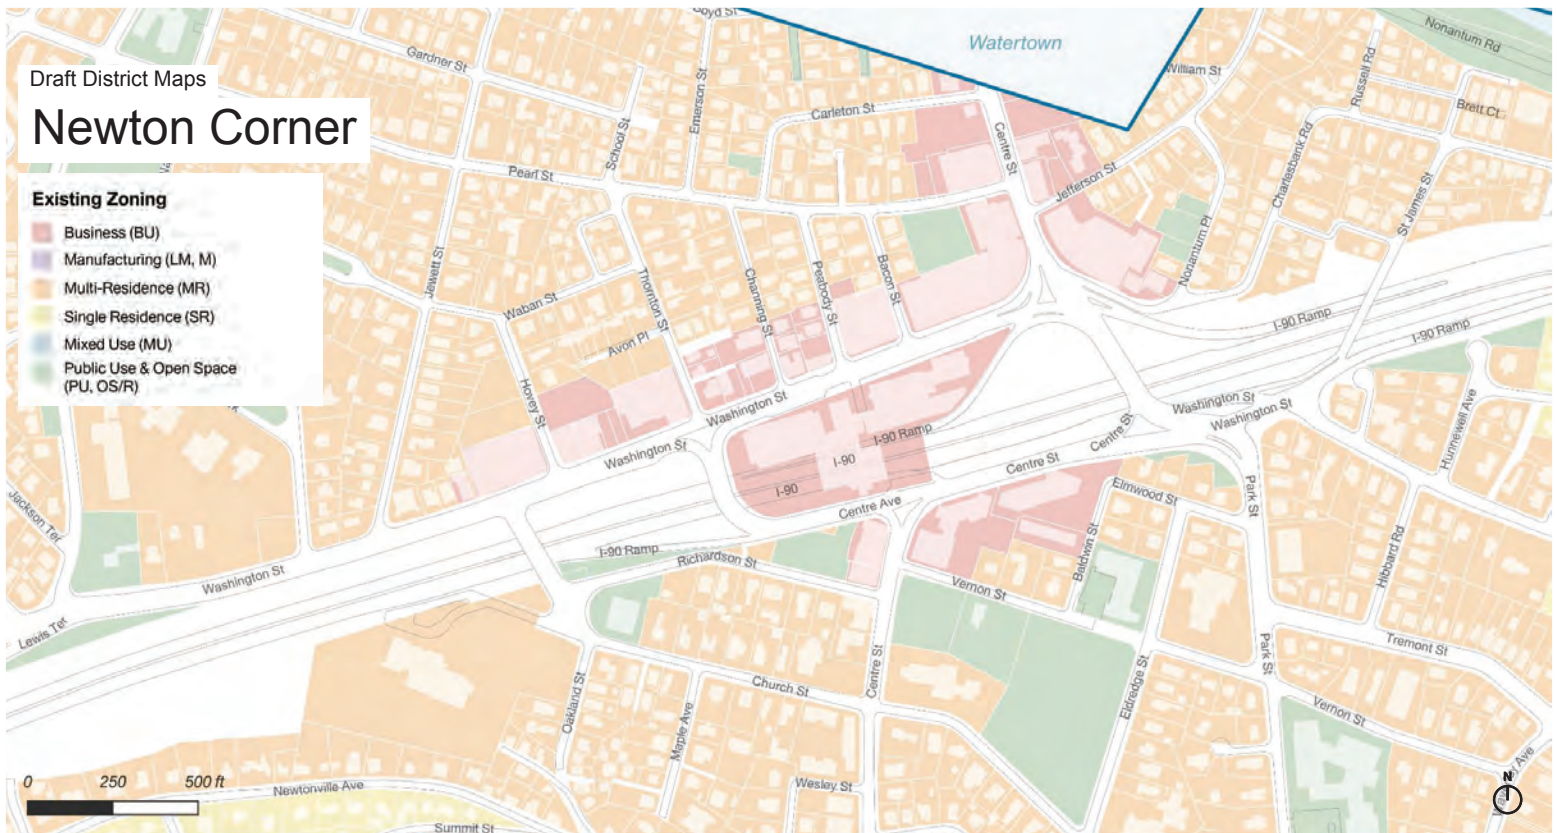 Draft District Maps
Newton Corner
Existing Zoning
Business (BU)
Manufacturing (LM, M)
Multi-Residence (MR)
Single Residence (SR)
Mixed Use (MU)
Public Use & Open Space
(PU, OS/R)
Watertown
Nonantum Rd
Gardner St
Emerson St
School St
Carleton St
Centre St
William St
Russell Rd
Brett Ct
Pearl St
Jefferson St
Charlesbank Rd
St James St
Nonantum Pl
Jewett St
Waban St
Thornton St
Channing St
Peabody St
Bacon St
Avon Pl
Hovey St
I-90 Ramp
I-90 Ramp
Washington St
Washington St
I-90 Ramp
I-90
I-90
Centre Ave
Centre St
Centre St
Washington St
Washington St
Hunnewell Ave
Park St
Elmwood St
Baldwin St
Hibbard Rd
Jackson Ter
Washington St
Lewis Ter
I-90 Ramp
Richardson St
Vernon St
Tremont St
Park St
Centre St
Church St
Oakland St
Maple Ave
Eldredge St
Vernon St
Wesley St
Newtonville Ave
Summit St
0 250 500 ft
N